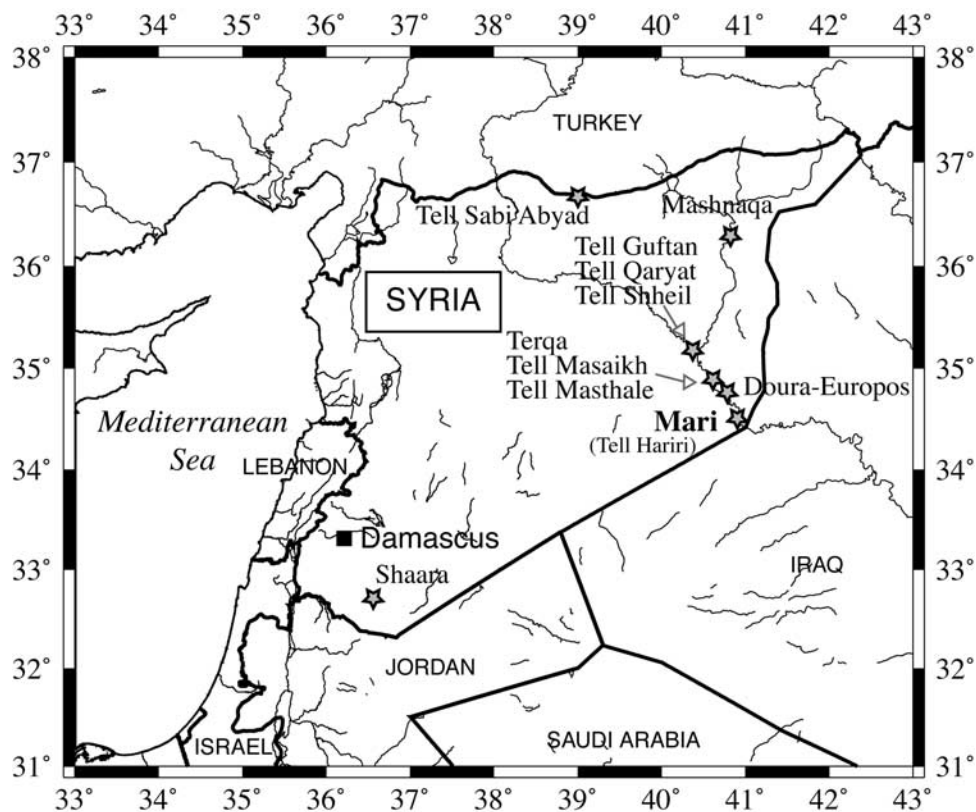 33° 34° 35° 36° 37° 38° 39° 40° 41° 42° 43°
38° 38°
TURKEY
37° 37°
Tell Sabi Abyad
Mashnaqa
Tell Guftan
Tell Qaryat
Tell Shheil
36° 36°
SYRIA
Terqa
Tell Masaikh
Tell Masthale
35° 35°
Doura-Europos
Mari
(Tell Hariri)
Mediterranean
Sea
LEBANON
34° 34°
Damascus
33° 33°
Shaara
IRAQ
32° 32°
JORDAN
ISRAEL
SAUDI ARABIA
31° 31°
33° 34° 35° 36° 37° 38° 39° 40° 41° 42° 43°